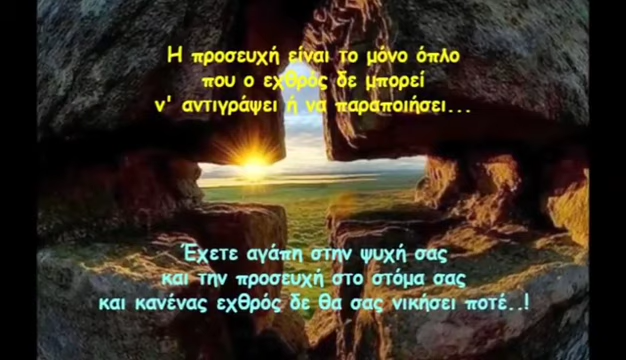 Η προσευχή είναι το μόνο όπλο
που ο εχθρός δε μπορεί
ν' αντιγράψει ή να παραποιήσει...
Έχετε αγάπη στην ψυχή σας
και την προσευχή στο στόμα σας
και κανένας εχθρός δε θα σας νικήσει ποτέ..!